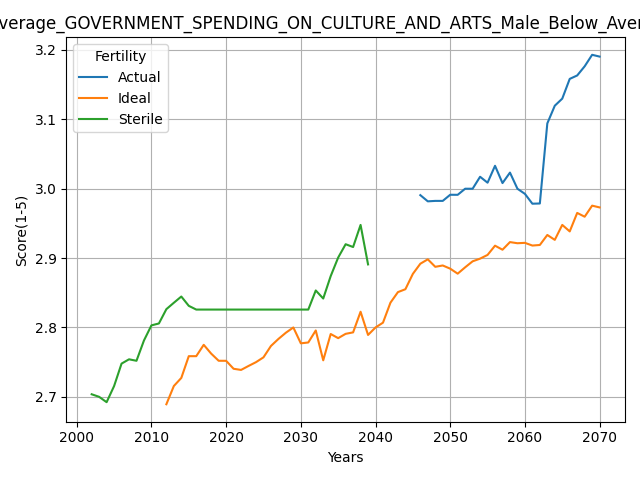 verage_GOVERNMENT_SPENDING_ON_CULTURE_AND_ARTS_Male_Below_Aver
Fertility
Actual
Ideal
Sterile
3.2
3.1
3.0
2.9
2.8
2.7
Score(1-5)
2000 2010 2020 2030 2040 2050 2060 2070
Years